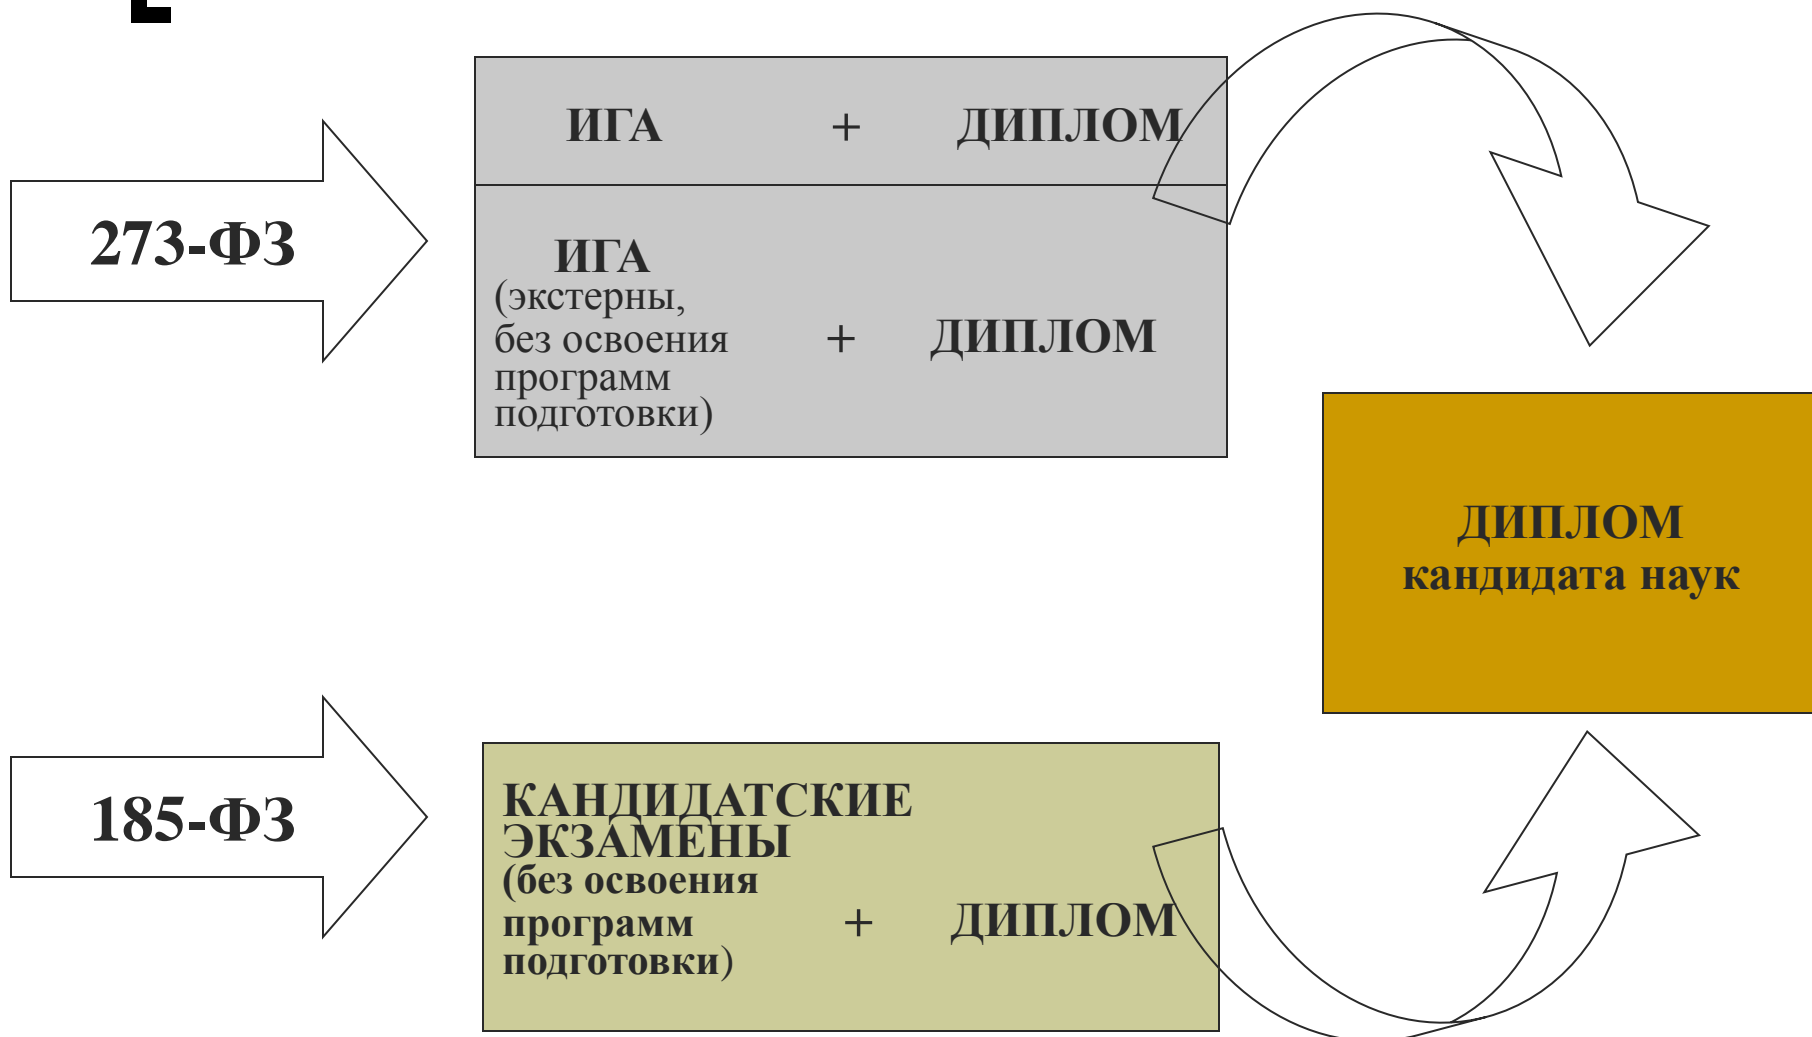 ИГА + ДИПЛОМ
273-ФЗ
ИГА
(экстерны,
без освоения
программ
подготовки)
+ ДИПЛОМ
ДИПЛОМ
кандидата наук
185-ФЗ
КАНДИДАТСКИЕ
ЭКЗАМЕНЫ
(без освоения
программ
подготовки)
+ ДИПЛОМ